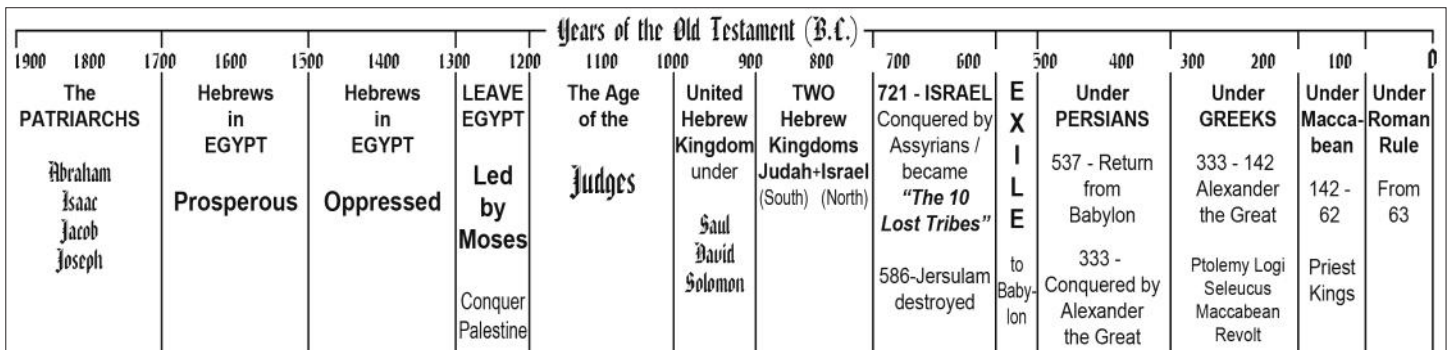 Years of the Old Testament (B.C.)
1900 1800 1700 1600 1500 1400 1300 1200 1100 1000 900 800 700 600 500 400 300 200 100 0
The
PATRIARCHS
Abraham
Isaac
Jacob
Joseph
Hebrews
in
EGYPT
Prosperous
Hebrews
in
EGYPT
Oppressed
LEAVE
EGYPT
Led
by
Moses
Conquer
Palestine
The Age
of the
Judges
United
Hebrew
Kingdom
under
Saul
David
Solomon
TWO
Hebrew
Kingdoms
Judah+Israel
(South) (North)
721 - ISRAEL
Conquered by
Assyrians /
became
"The 10
Lost Tribes"
586-Jersulam
destroyed
E
X
I
L
E
to
Baby-
lon
Under
PERSIANS
537 - Return
from
Babylon
333 -
Conquered by
Alexander
the Great
Under
GREEKS
333 - 142
Alexander
the Great
Ptolemy Logi
Seleucus
Maccabean
Revolt
Under
Macca-
bean
142 -
62
Priest
Kings
Under
Roman
Rule
From
63